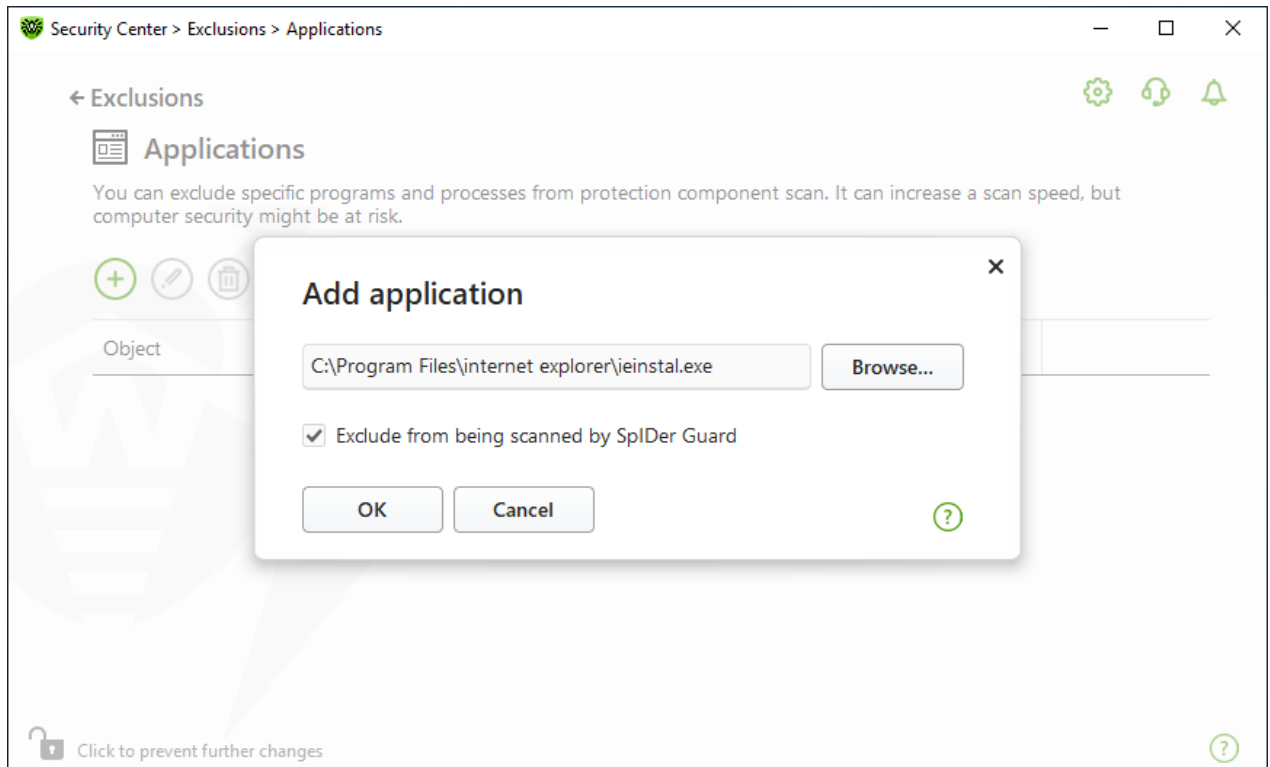 Security Center > Exclusions > Applications
Exclusions
Applications
You can exclude specific programs and processes from protection component scan. It can increase a scan speed, but
computer security might be at risk.
Add application
Object
C:\Program Files\internet explorer\ieinstal.exe
Browse...
Exclude from being scanned by SpIDer Guard
OK
Cancel
?
Click to prevent further changes
?